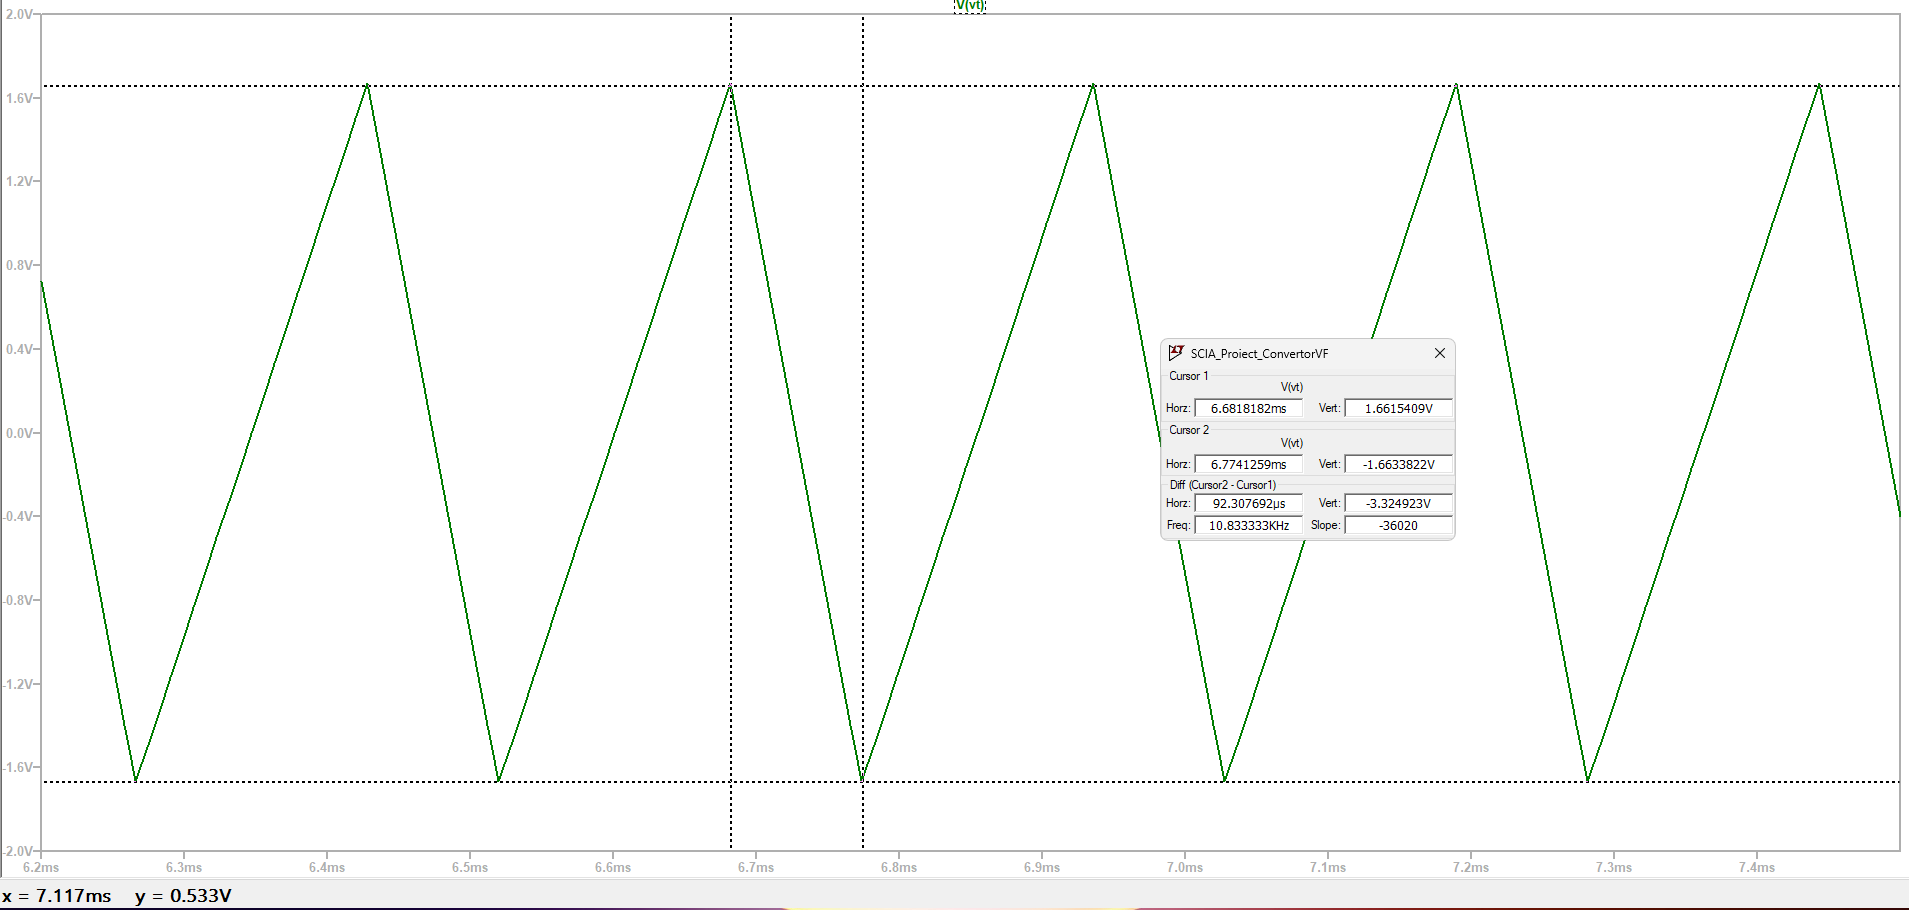 V(vt)
2.0V
1.6V
1.2V
0.8V
0.4V
0.0V
-0.4V
-0.8V
-1.2V
-1.6V
-2.0V
6.2ms 6.3ms 6.4ms 6.5ms 6.6ms 6.7ms 6.8ms 6.9ms 7.0ms 7.1ms 7.2ms 7.3ms 7.4ms
SCIA_Proiect_ConvertorVF
Cursor 1
V(vt)
Horz: 6.6818182ms Vert: 1.6615409V
Cursor 2
V(vt)
Horz: 6.7741259ms Vert: -1.6633822V
Diff (Cursor2 - Cursor1)
Horz: 92.307692µs Vert: -3.324923V
Freq: 10.833333KHz Slope: -36020
x = 7.117ms y = 0.533V